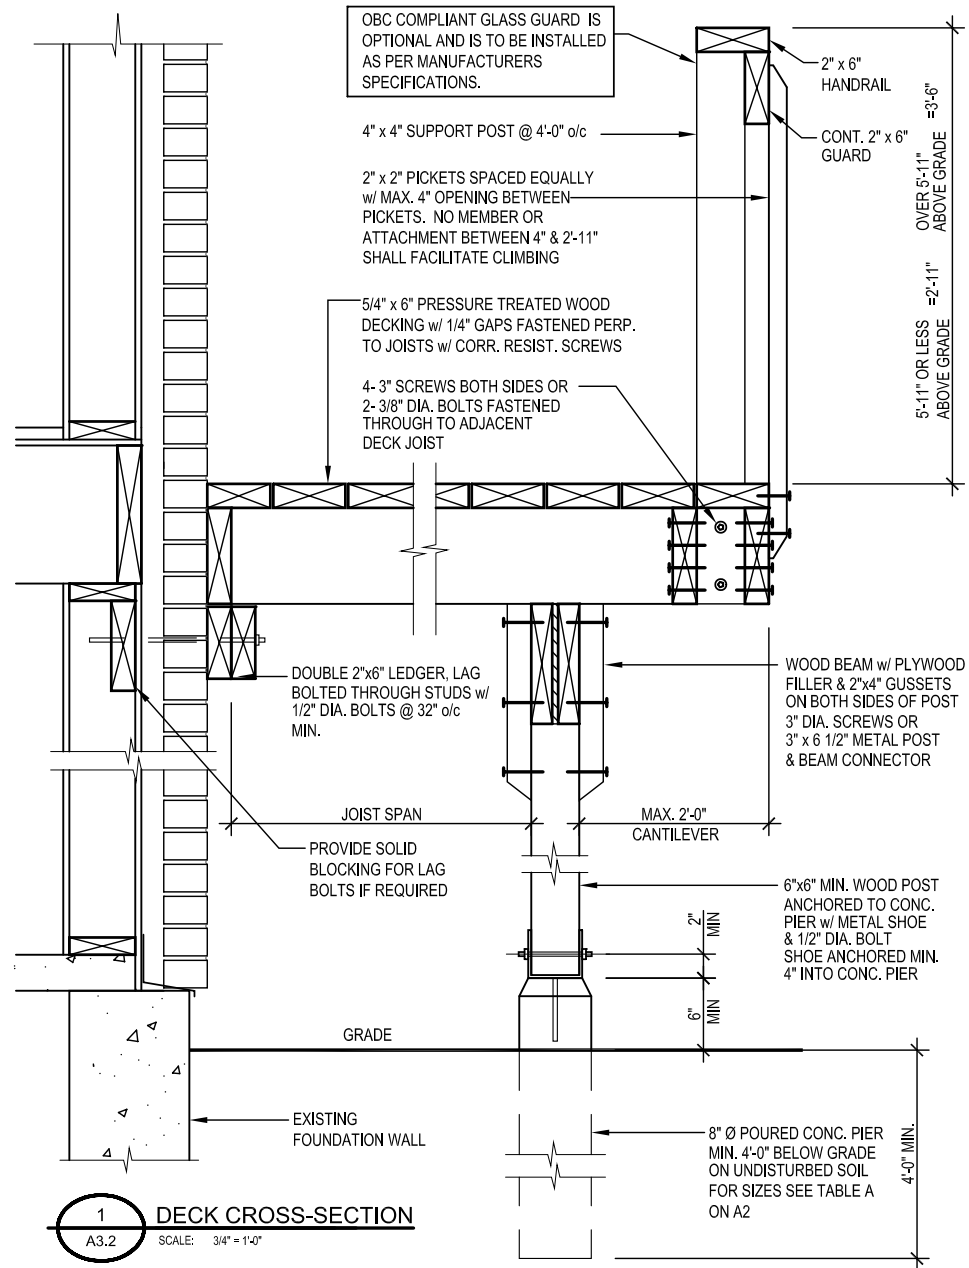 OBC COMPLIANT GLASS GUARD IS
OPTIONAL AND IS TO BE INSTALLED
AS PER MANUFACTURERS
SPECIFICATIONS.
2" x 6"
HANDRAIL
4" x 4" SUPPORT POST @ 4'-0" o/c
CONT. 2" x 6"
GUARD
2" x 2" PICKETS SPACED EQUALLY
w/ MAX. 4" OPENING BETWEEN
PICKETS. NO MEMBER OR
ATTACHMENT BETWEEN 4" & 2'-11"
SHALL FACILITATE CLIMBING
OVER 5'-11"
ABOVE GRADE =3'-6"
5'-11" OR LESS
ABOVE GRADE =2'-11"
5/4" x 6" PRESSURE TREATED WOOD
DECKING w/ 1/4" GAPS FASTENED PERP.
TO JOISTS w/ CORR. RESIST. SCREWS
4- 3" SCREWS BOTH SIDES OR
2- 3/8" DIA. BOLTS FASTENED
THROUGH TO ADJACENT
DECK JOIST
DOUBLE 2"x6" LEDGER, LAG
BOLTED THROUGH STUDS w/
1/2" DIA. BOLTS @ 32" o/c
MIN.
WOOD BEAM w/ PLYWOOD
FILLER & 2"x4" GUSSETS
ON BOTH SIDES OF POST
3" DIA. SCREWS OR
3" x 6 1/2" METAL POST
& BEAM CONNECTOR
JOIST SPAN
MAX. 2'-0"
CANTILEVER
PROVIDE SOLID
BLOCKING FOR LAG
BOLTS IF REQUIRED
6"x6" MIN. WOOD POST
ANCHORED TO CONC.
PIER w/ METAL SHOE
& 1/2" DIA. BOLT
SHOE ANCHORED MIN.
4" INTO CONC. PIER
2"
MIN
6"
MIN
GRADE
EXISTING
FOUNDATION WALL
8" Ø POURED CONC. PIER
MIN. 4'-0" BELOW GRADE
ON UNDISTURBED SOIL
FOR SIZES SEE TABLE A
ON A2
4'-0" MIN.
1
A3.2
DECK CROSS-SECTION
SCALE: 3/4" = 1'-0"